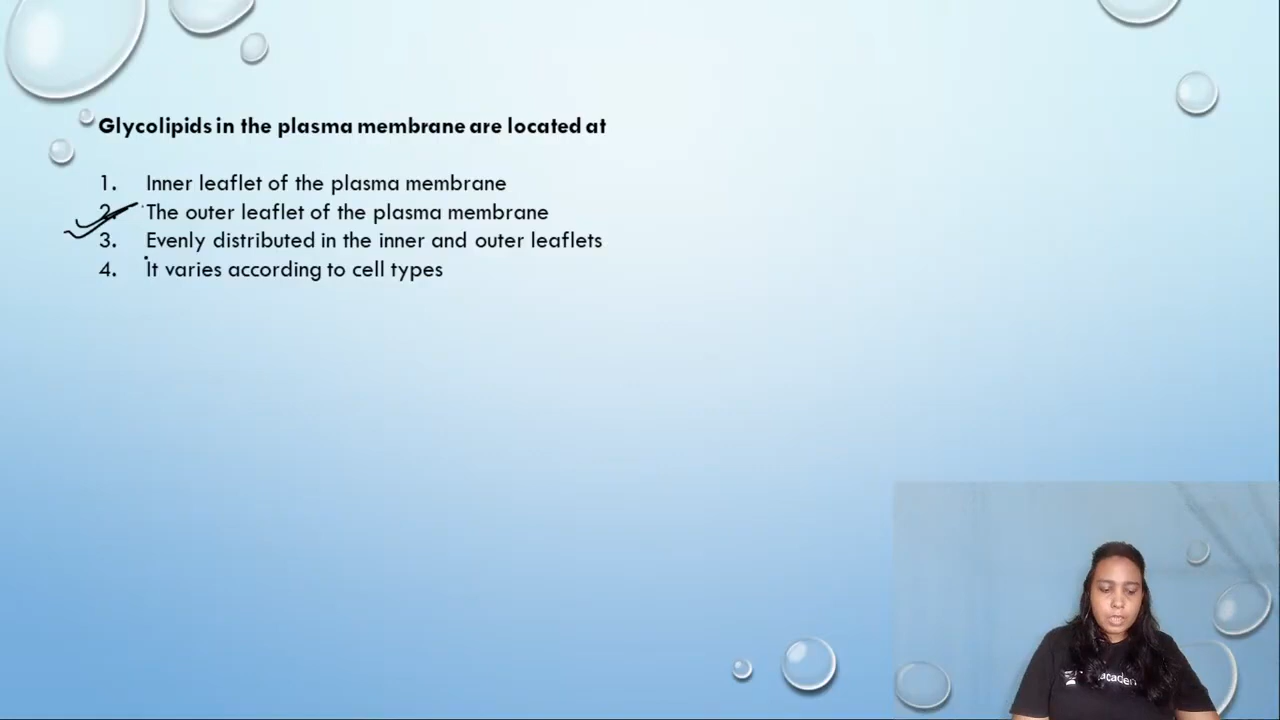 Glycolipids in the plasma membrane are located at
1. Inner leaflet of the plasma membrane
2. The outer leaflet of the plasma membrane
3. Evenly distributed in the inner and outer leaflets
4. It varies according to cell types